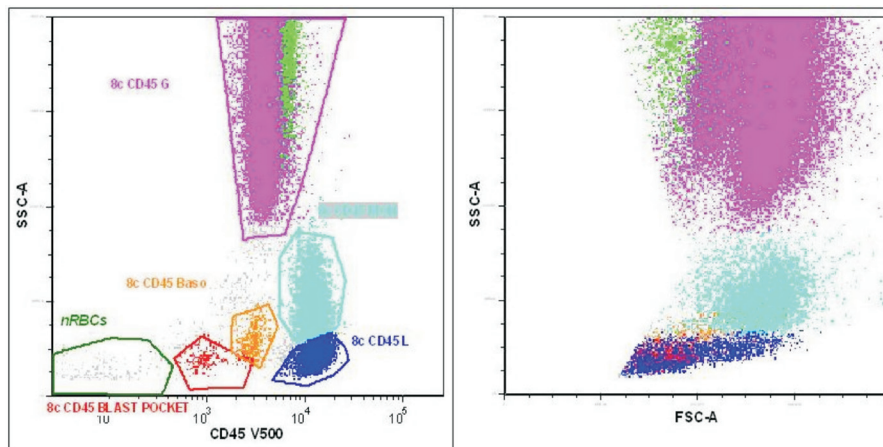 8c CD45 G
SSC-A
8c CD45 Baso
nRBCs
8c CD45 L
8c CD45 BLAST POCKET
10
10³
10⁴
10⁵
CD45 V500
SSC-A
FSC-A